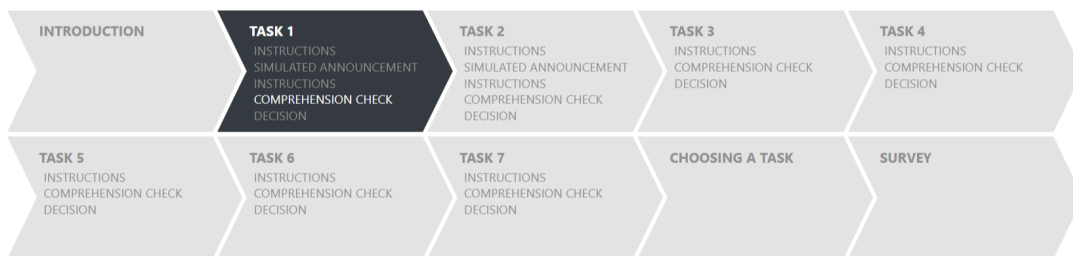 INTRODUCTION
TASK 1
INSTRUCTIONS
SIMULATED ANNOUNCEMENT
INSTRUCTIONS
COMPREHENSION CHECK
DECISION
TASK 2
INSTRUCTIONS
SIMULATED ANNOUNCEMENT
INSTRUCTIONS
COMPREHENSION CHECK
DECISION
TASK 3
INSTRUCTIONS
COMPREHENSION CHECK
DECISION
TASK 4
INSTRUCTIONS
COMPREHENSION CHECK
DECISION
TASK 5
INSTRUCTIONS
COMPREHENSION CHECK
DECISION
TASK 6
INSTRUCTIONS
COMPREHENSION CHECK
DECISION
TASK 7
INSTRUCTIONS
COMPREHENSION CHECK
DECISION
CHOOSING A TASK
SURVEY